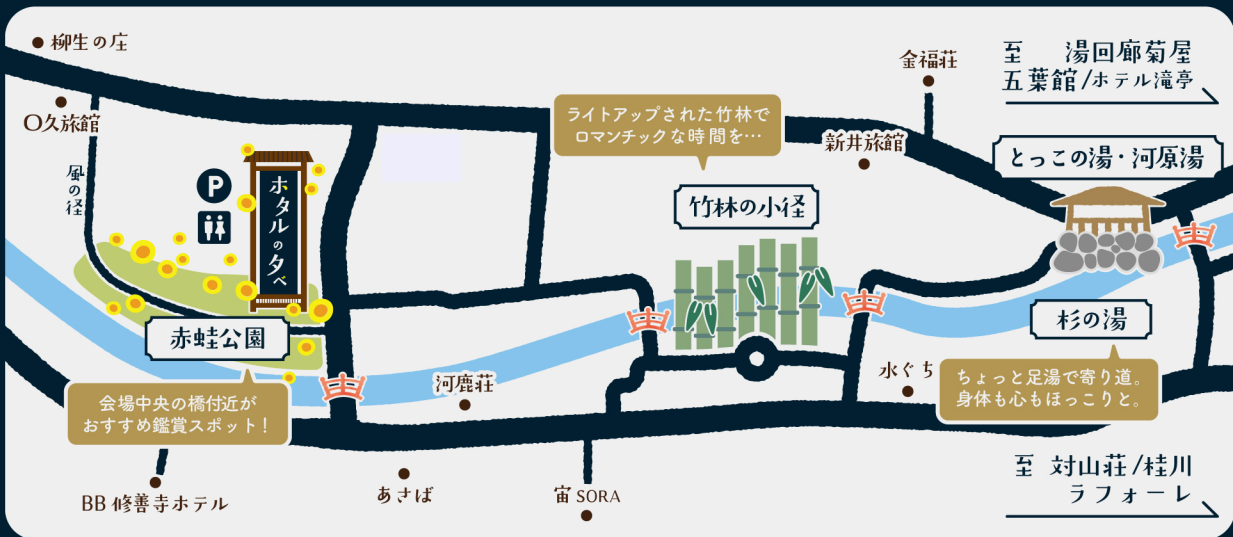 柳生の庄
〇久旅館
風の径
P
ホタルの夕べ
赤蛙公園
会場中央の橋付近が
おすすめ鑑賞スポット！
BB 修善寺ホテル
河鹿荘
あさば
宙 SORA
ライトアップされた竹林で
ロマンチックな時間を…
竹林の小径
新井旅館
金福荘
至 湯回廊菊屋
五葉館/ホテル滝亭
とっこの湯・河原湯
杉の湯
水ぐち
ちょっと足湯で寄り道。
身体も心もほっこりと。
至 対山荘/桂川
ラフォーレ